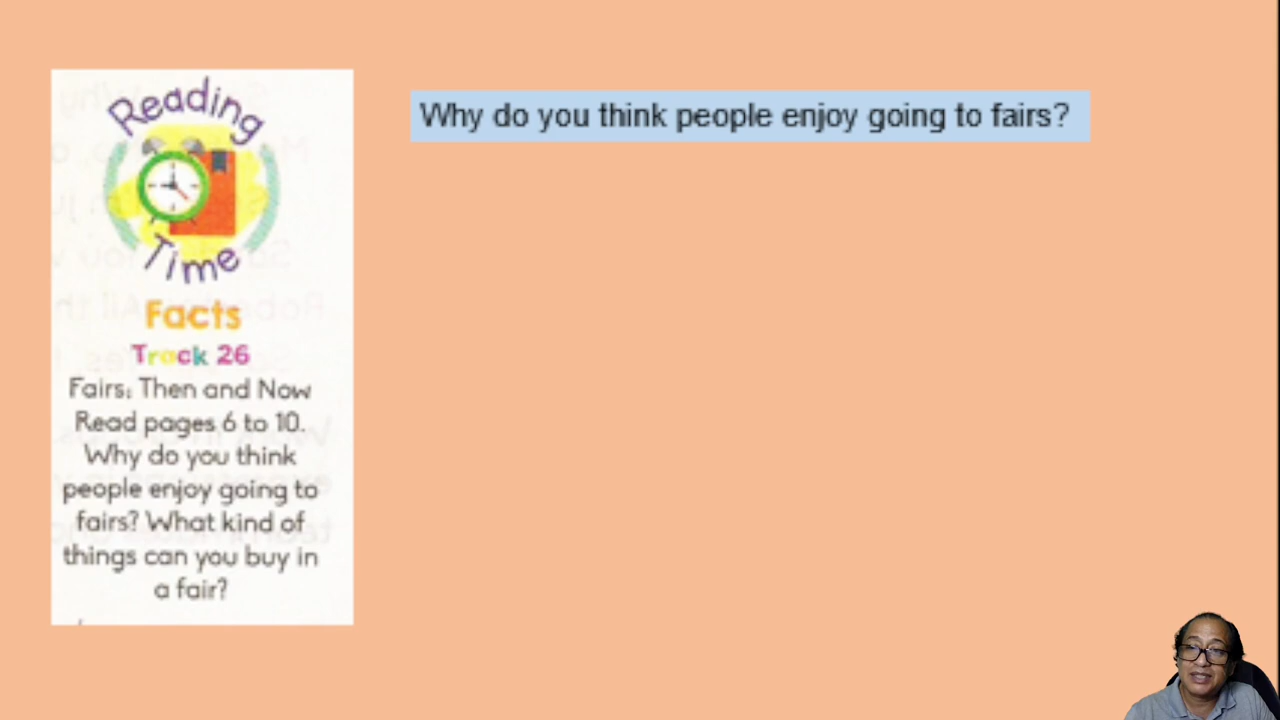 Reading
Time
Facts
Track 26
Fairs: Then and Now
Read pages 6 to 10.
Why do you think
people enjoy going to
fairs? What kind of
things can you buy in
a fair?
Why do you think people enjoy going to fairs?